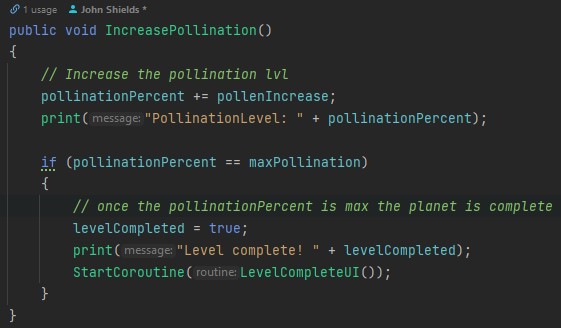 1 usage John Shields *
public void IncreasePollination()
{
// Increase the pollination lvl
pollinationPercent += pollenIncrease;
print( message: "PollinationLevel: " + pollinationPercent);
if (pollinationPercent == maxPollination)
{
// once the pollinationPercent is max the planet is complete
levelCompleted = true;
print( message: "Level complete! " + levelCompleted);
StartCoroutine( routine: LevelCompleteUI());
}
}